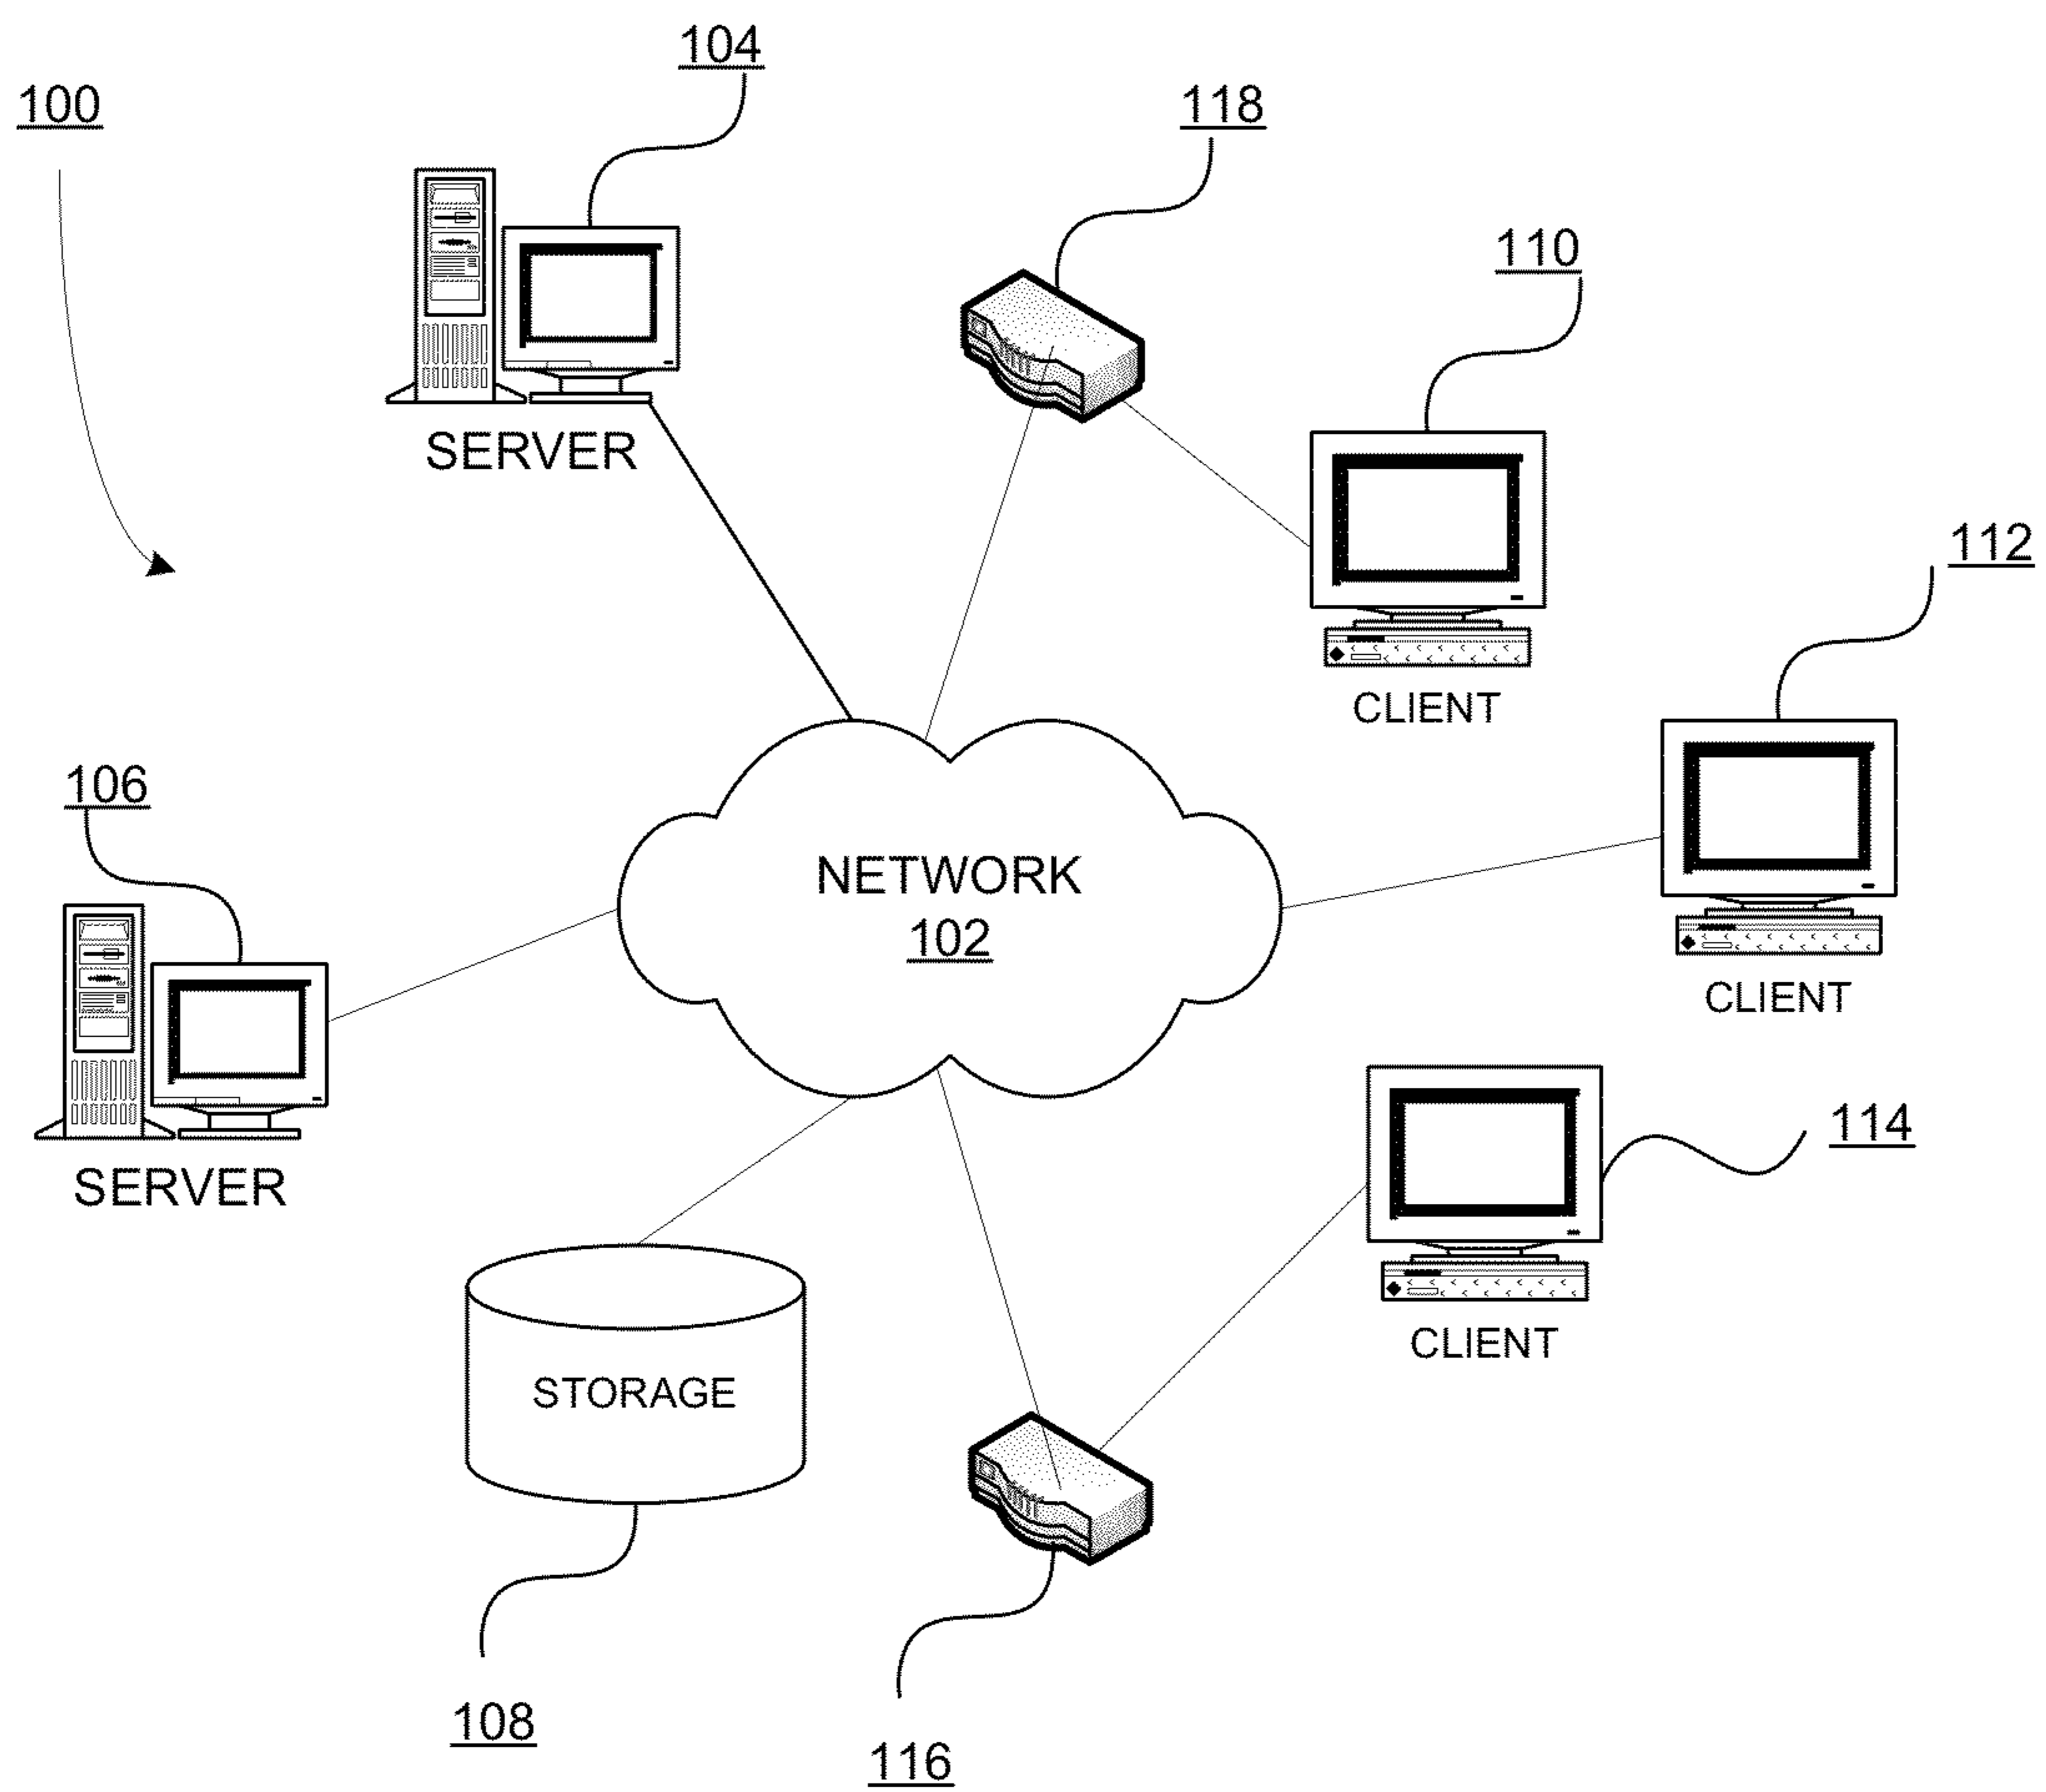 104
100
118
110
SERVER
112
CLIENT
106
NETWORK
102
CLIENT
114
SERVER
CLIENT
STORAGE
108
116